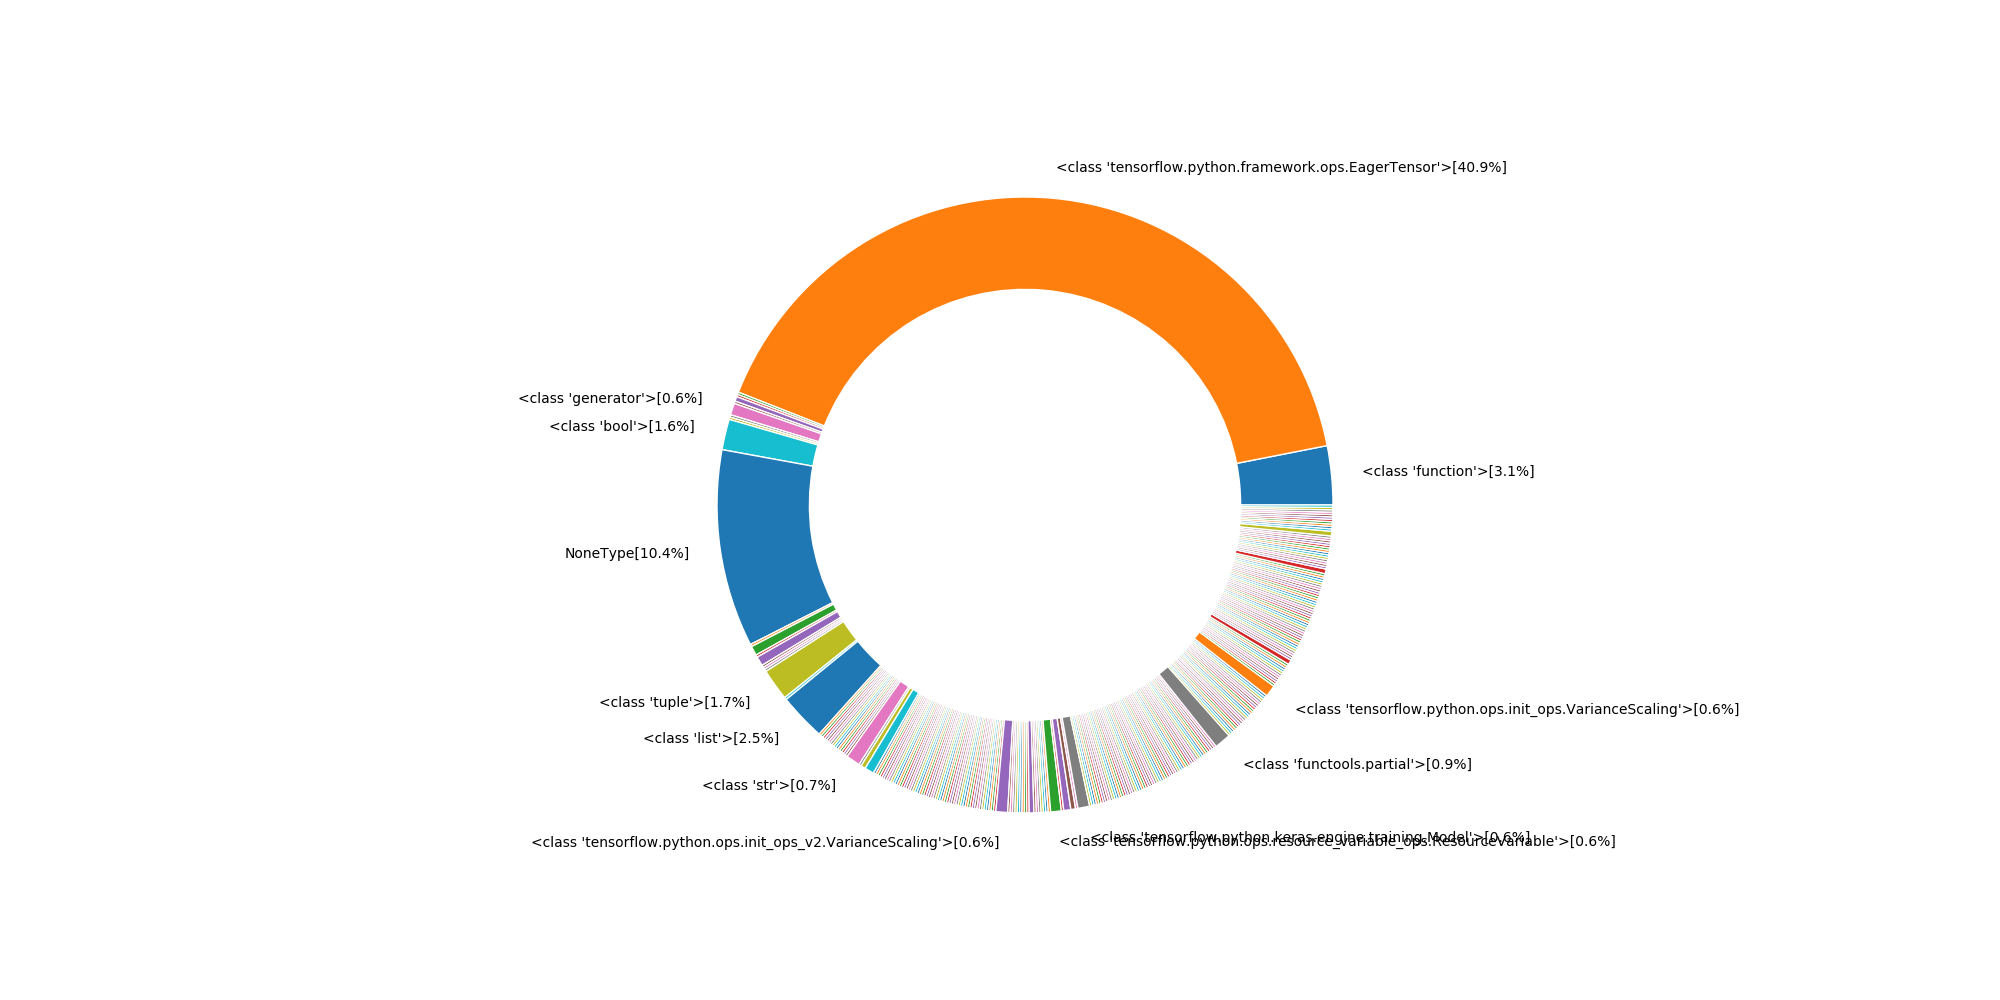 <class 'tensorflow.python.framework.ops.EagerTensor'>[40.9%]
<class 'generator'>[0.6%]
<class 'bool'>[1.6%]
<class 'function'>[3.1%]
NoneType[10.4%]
<class 'tuple'>[1.7%]
<class 'tensorflow.python.ops.init_ops.VarianceScaling'>[0.6%]
<class 'list'>[2.5%]
<class 'functools.partial'>[0.9%]
<class 'str'>[0.7%]
<class 'tensorflow.python.keras.engine.training.Model'>[0.6%]
<class 'tensorflow.python.ops.resource_variable_ops.ResourceVariable'>[0.6%]
<class 'tensorflow.python.ops.init_ops_v2.VarianceScaling'>[0.6%]